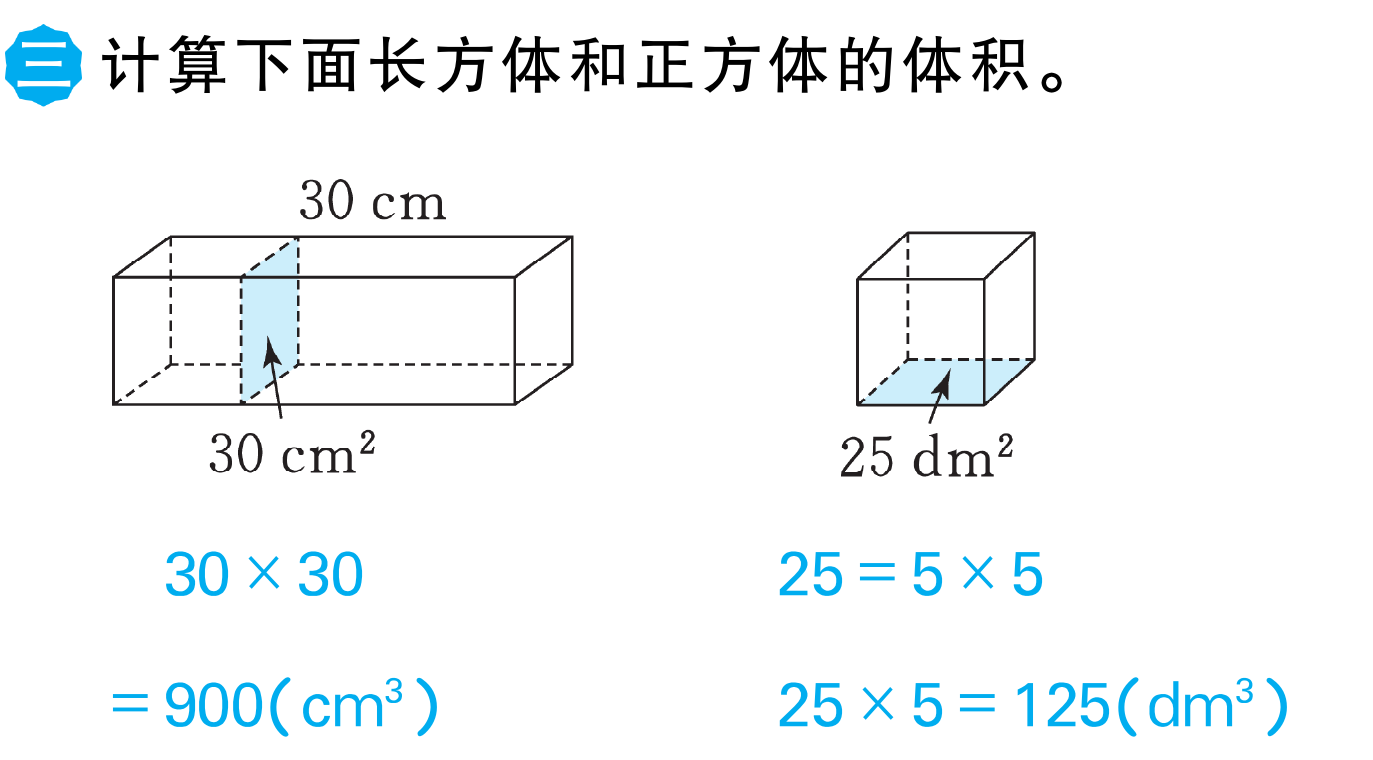 三 计算下面长方体和正方体的体积。
30 cm
30 cm²
25 dm²
30 × 30
= 900(cm³)
25 = 5 × 5
25 × 5 = 125(dm³)